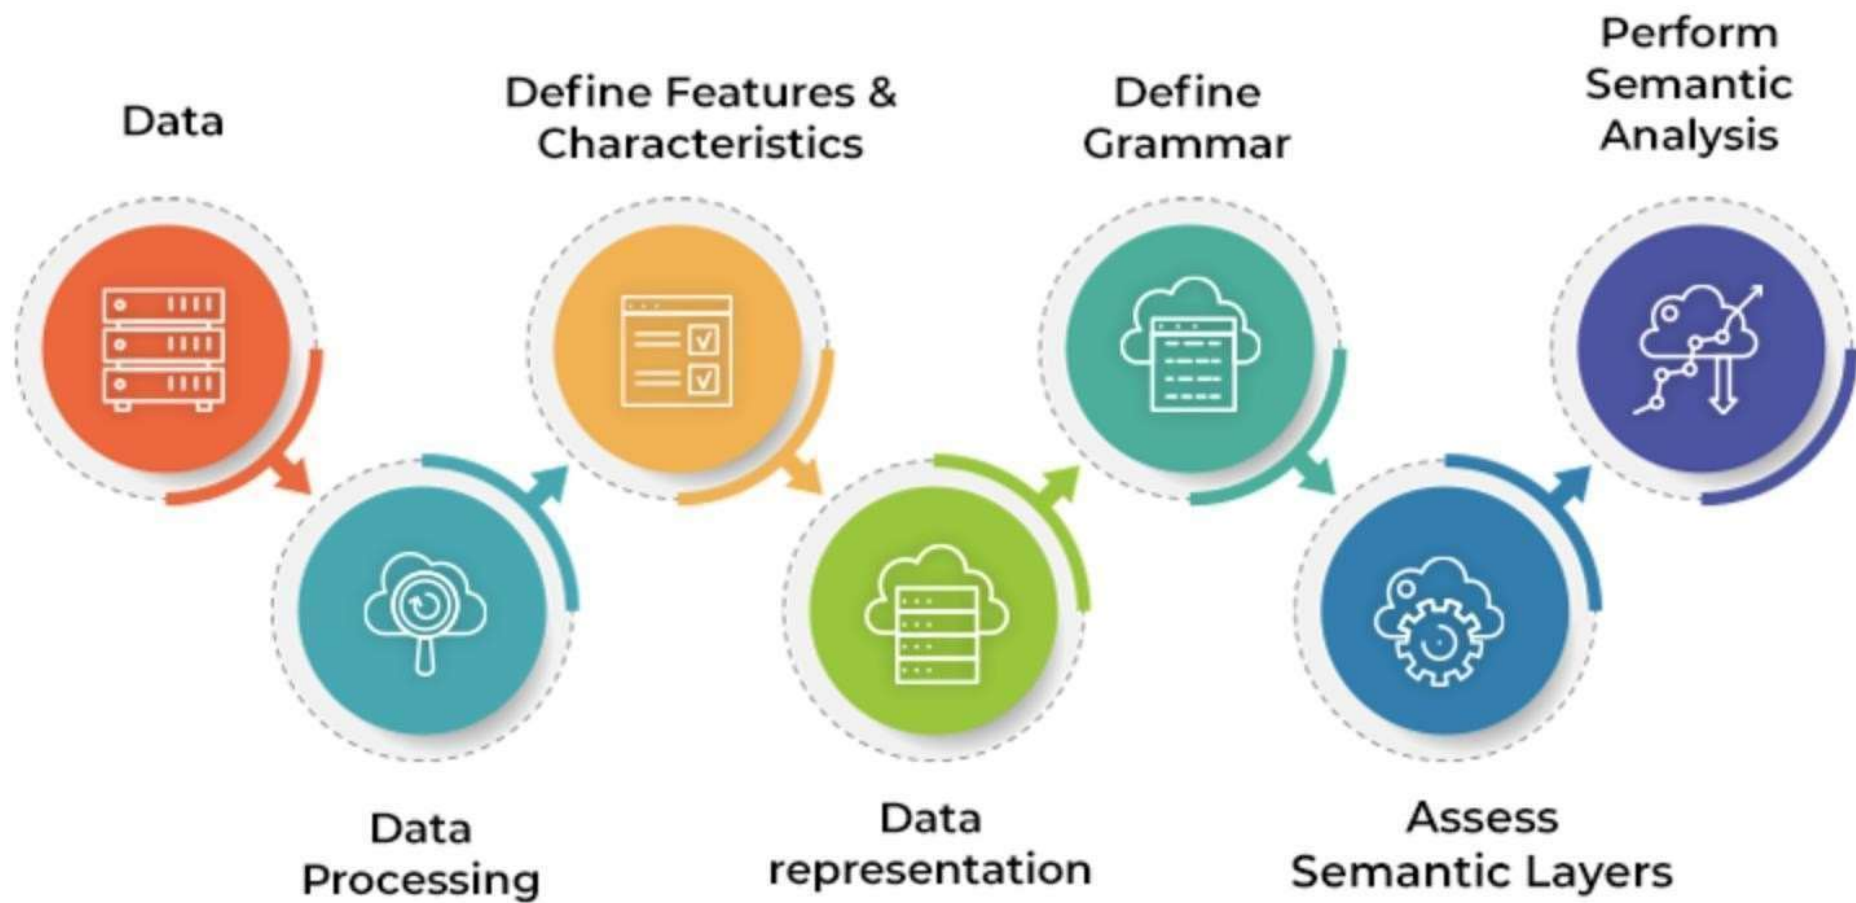 Data
Data
Processing
Define Features &
Characteristics
Data
representation
Define
Grammar
Assess
Semantic Layers
Perform
Semantic
Analysis